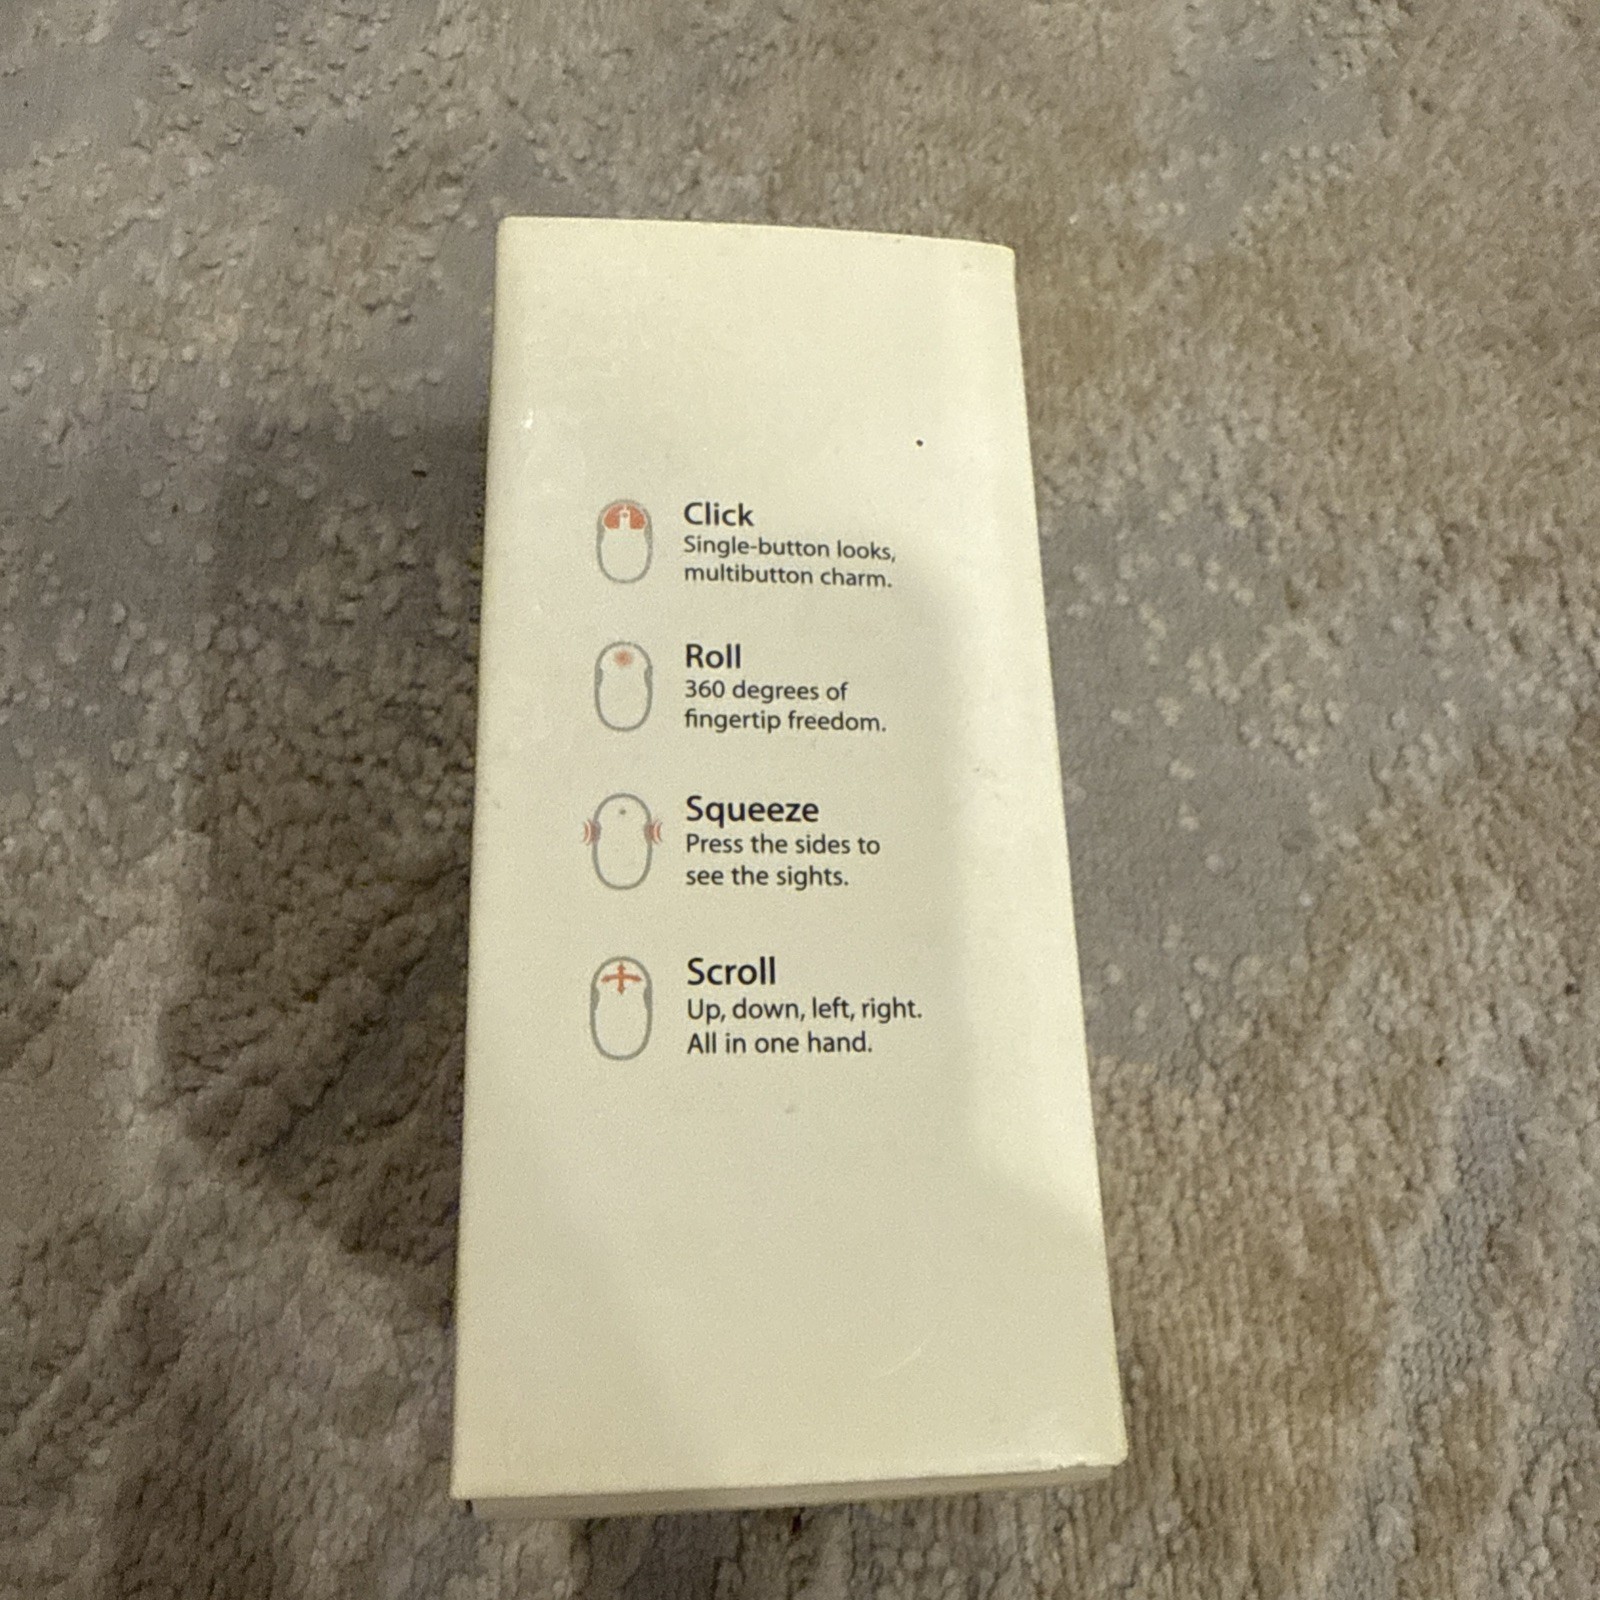 Click
Single-button looks,
multibutton charm.
Roll
360 degrees of
fingertip freedom.
Squeeze
Press the sides to
see the sights.
Scroll
Up, down, left, right.
All in one hand.